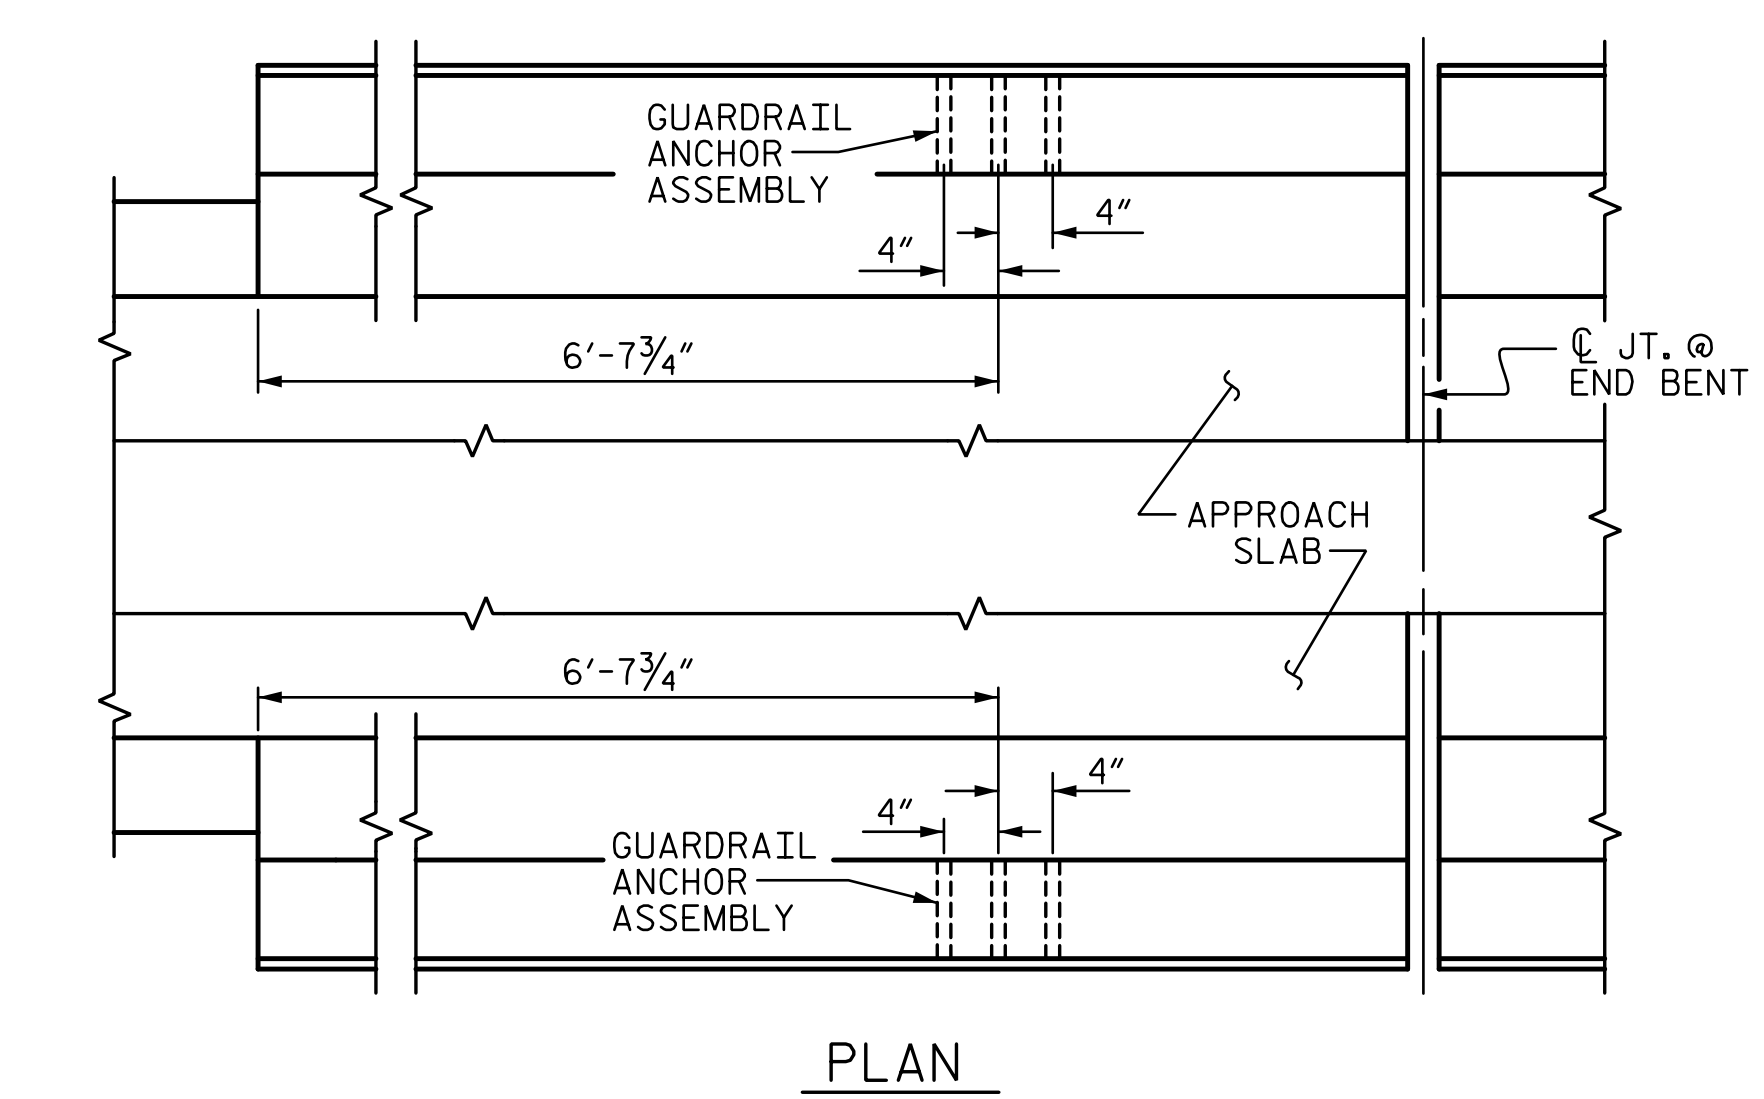 GUARDRAIL
ANCHOR
ASSEMBLY
4"
4"
6'-7¾"
℄ JT. @
END BENT
APPROACH
SLAB
6'-7¾"
4"
4"
GUARDRAIL
ANCHOR
ASSEMBLY
PLAN